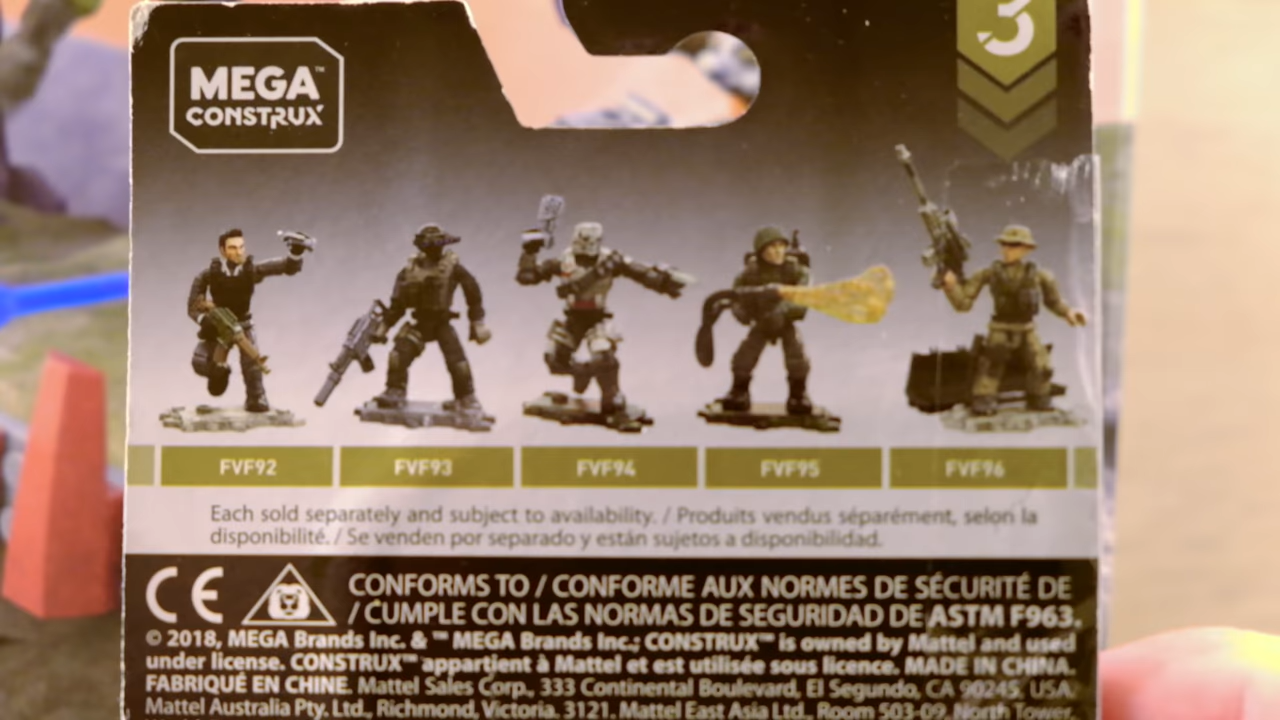 MEGA™
CONSTRUX™
3
FVF92
FVF93
FVF94
FVF95
FVF96
Each sold separately and subject to availability. / Produits vendus séparément, selon la
disponibilité. / Se venden por separado y están sujetos a disponibilidad.
CE
CONFORMS TO / CONFORME AUX NORMES DE SÉCURITÉ DE
/ CUMPLE CON LAS NORMAS DE SEGURIDAD DE ASTM F963.
© 2018, MEGA Brands Inc. & ™ MEGA Brands Inc.; CONSTRUX™ is owned by Mattel and used
under license. CONSTRUX™ appartient à Mattel et est utilisée sous licence. MADE IN CHINA.
FABRIQUÉ EN CHINE. Mattel Sales Corp., 333 Continental Boulevard, El Segundo, CA 90245, USA.
Mattel Australia Pty. Ltd., Richmond, Victoria. 3121. Mattel East Asia Ltd., Room 503-09, North Tower,